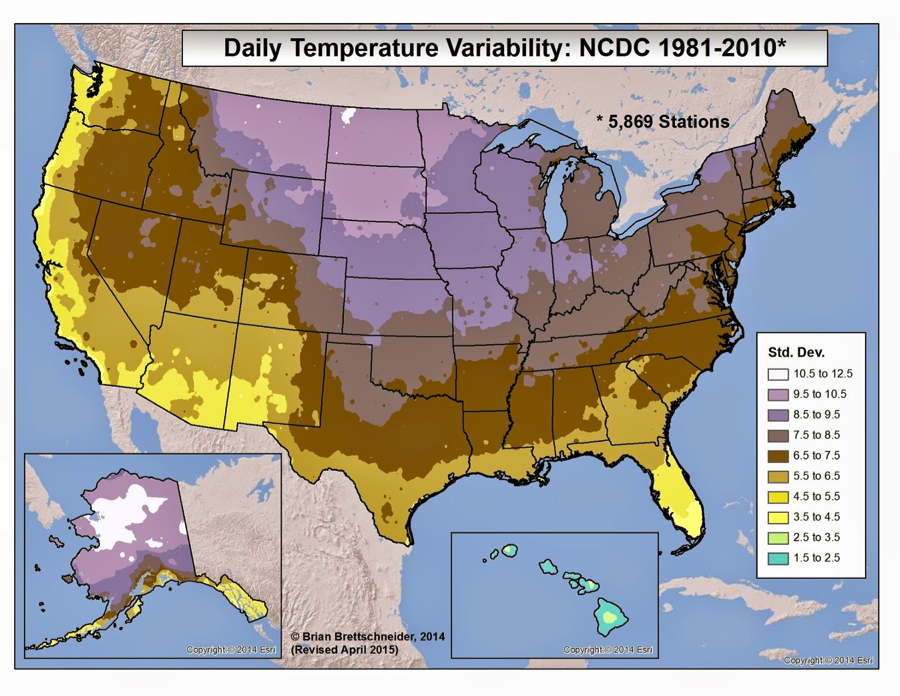 Daily Temperature Variability: NCDC 1981-2010*
* 5,869 Stations
Std. Dev.
10.5 to 12.5
9.5 to 10.5
8.5 to 9.5
7.5 to 8.5
6.5 to 7.5
5.5 to 6.5
4.5 to 5.5
3.5 to 4.5
2.5 to 3.5
1.5 to 2.5
© Brian Brettschneider, 2014
(Revised April 2015)
Copyright:© 2014 Esri
Copyright:© 2014 Esri
Copyright:© 2014 Esri